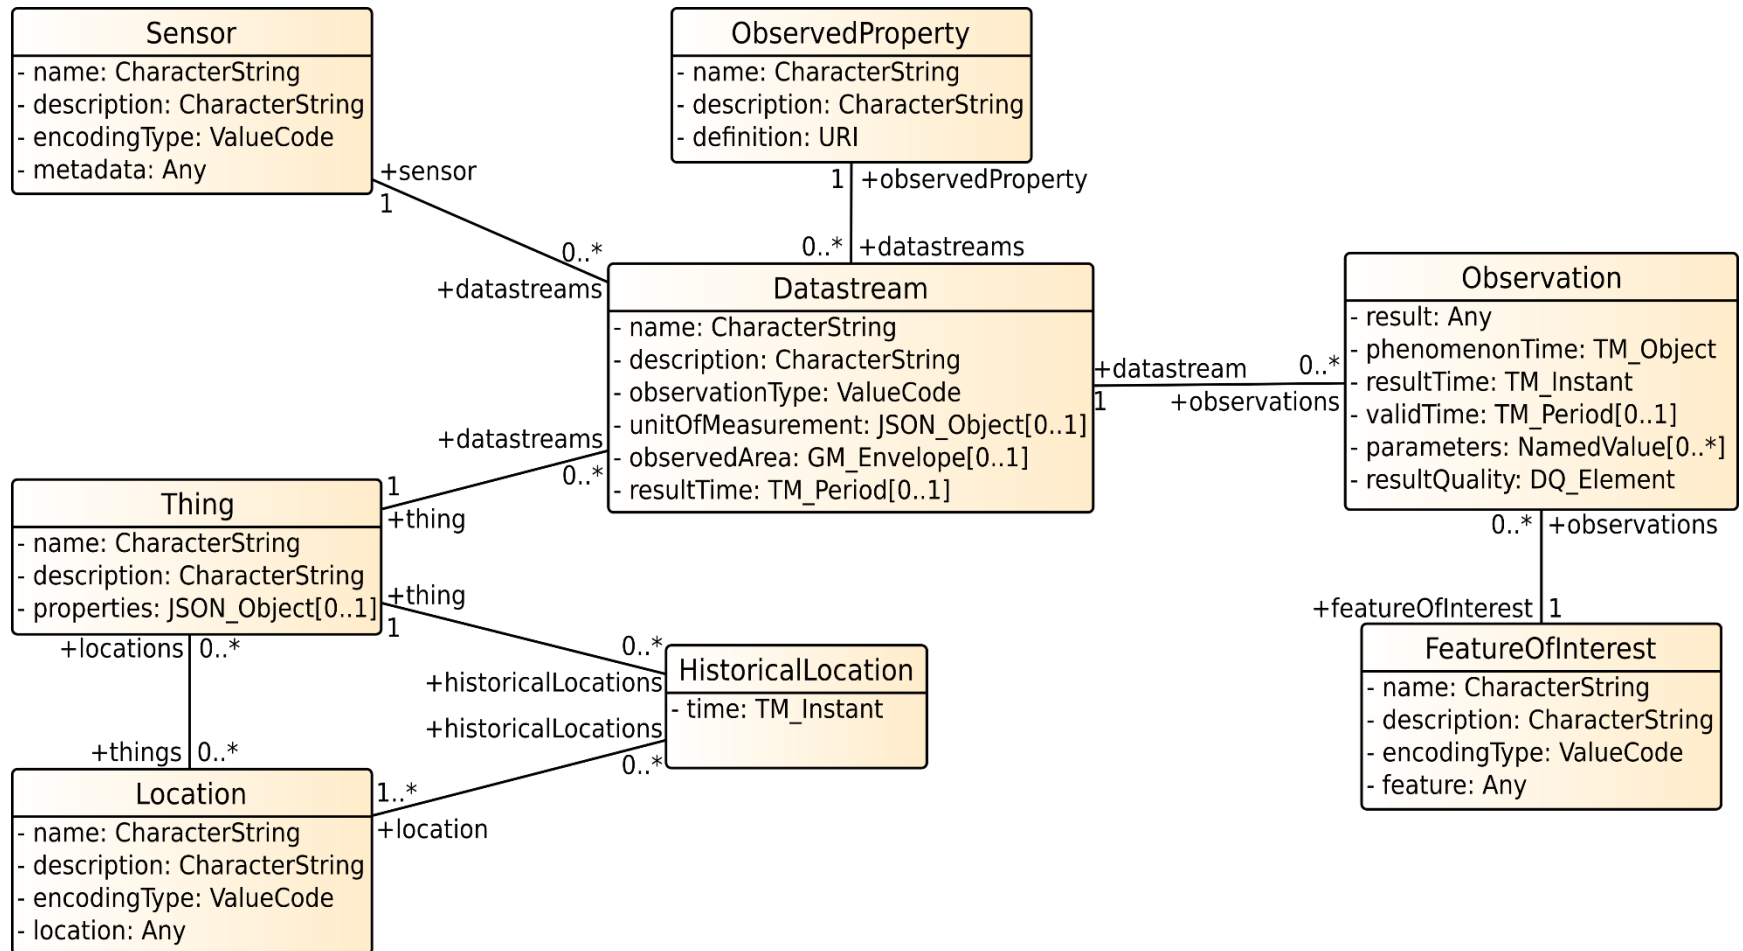 Sensor
- name: CharacterString
- description: CharacterString
- encodingType: ValueCode
- metadata: Any
+sensor
1
0..*
+datastreams
ObservedProperty
- name: CharacterString
- description: CharacterString
- definition: URI
1
+observedProperty
0..*
+datastreams
Datastream
- name: CharacterString
- description: CharacterString
- observationType: ValueCode
- unitOfMeasurement: JSON_Object[0..1]
- observedArea: GM_Envelope[0..1]
- resultTime: TM_Period[0..1]
+datastream
1
0..*
+observations
Observation
- result: Any
- phenomenonTime: TM_Object
- resultTime: TM_Instant
- validTime: TM_Period[0..1]
- parameters: NamedValue[0..*]
- resultQuality: DQ_Element
0..*
+observations
+featureOfInterest
1
FeatureOfInterest
- name: CharacterString
- description: CharacterString
- encodingType: ValueCode
- feature: Any
+datastreams
0..*
1
+thing
Thing
- name: CharacterString
- description: CharacterString
- properties: JSON_Object[0..1]
+thing
1
0..*
+historicalLocations
HistoricalLocation
- time: TM_Instant
+historicalLocations
0..*
+locations
0..*
+things
0..*
1..*
+location
Location
- name: CharacterString
- description: CharacterString
- encodingType: ValueCode
- location: Any